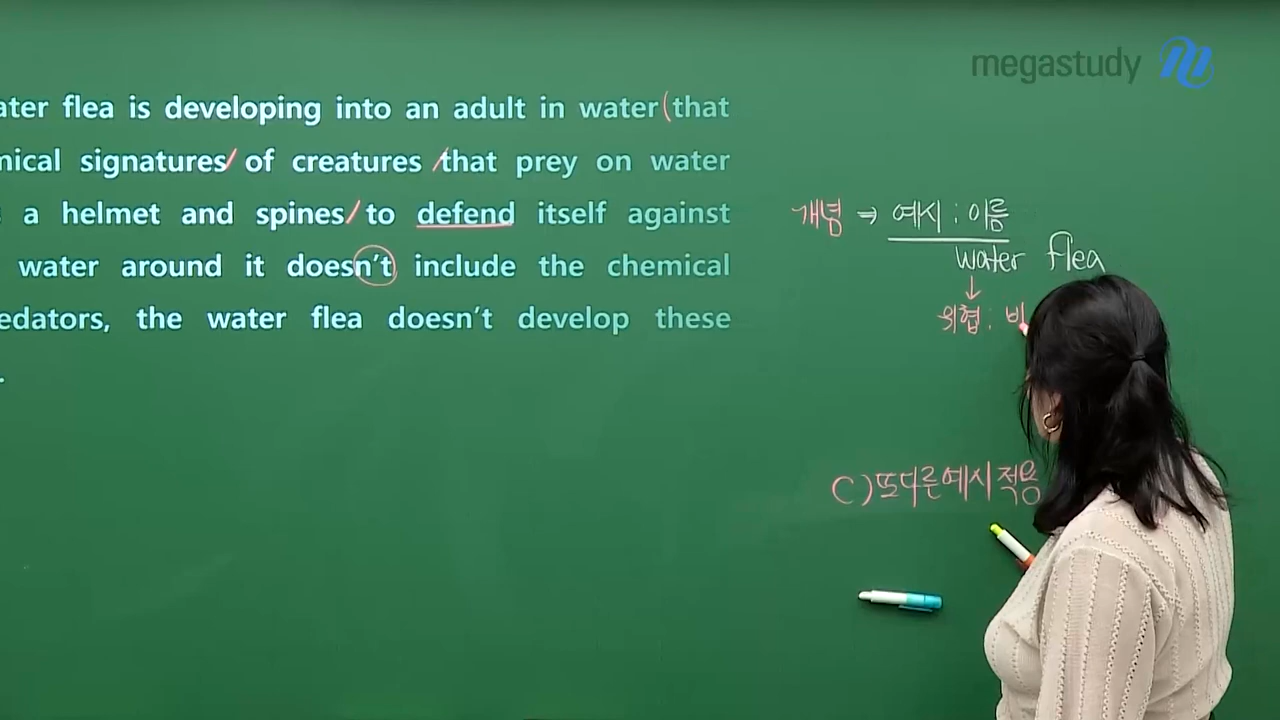 megastudy
ater flea is developing into an adult in water (that
mical signatures / of creatures / that prey on water
a helmet and spines / to defend itself against
water around it doesn't include the chemical
edators, the water flea doesn't develop these
.
개념 ⇒ 예시 : 이름
water flea
↓
위협 :
C) 또다른 예시 적용